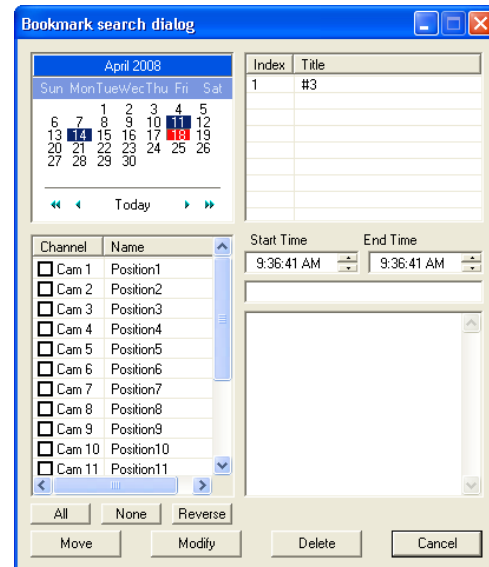 Bookmark search dialog
April 2008
Sun MonTueWecThu Fri Sat
1 2 3 4 5
6 7 8 9 10 11 12
13 14 15 16 17 18 19
20 21 22 23 24 25 26
27 28 29 30
Today
Index Title
1 #3
Channel Name
Cam 1 Position1
Cam 2 Position2
Cam 3 Position3
Cam 4 Position4
Cam 5 Position5
Cam 6 Position6
Cam 7 Position7
Cam 8 Position8
Cam 9 Position9
Cam 10 Position10
Cam 11 Position11
Start Time End Time
9:36:41 AM 9:36:41 AM
All None Reverse
Move Modify Delete Cancel